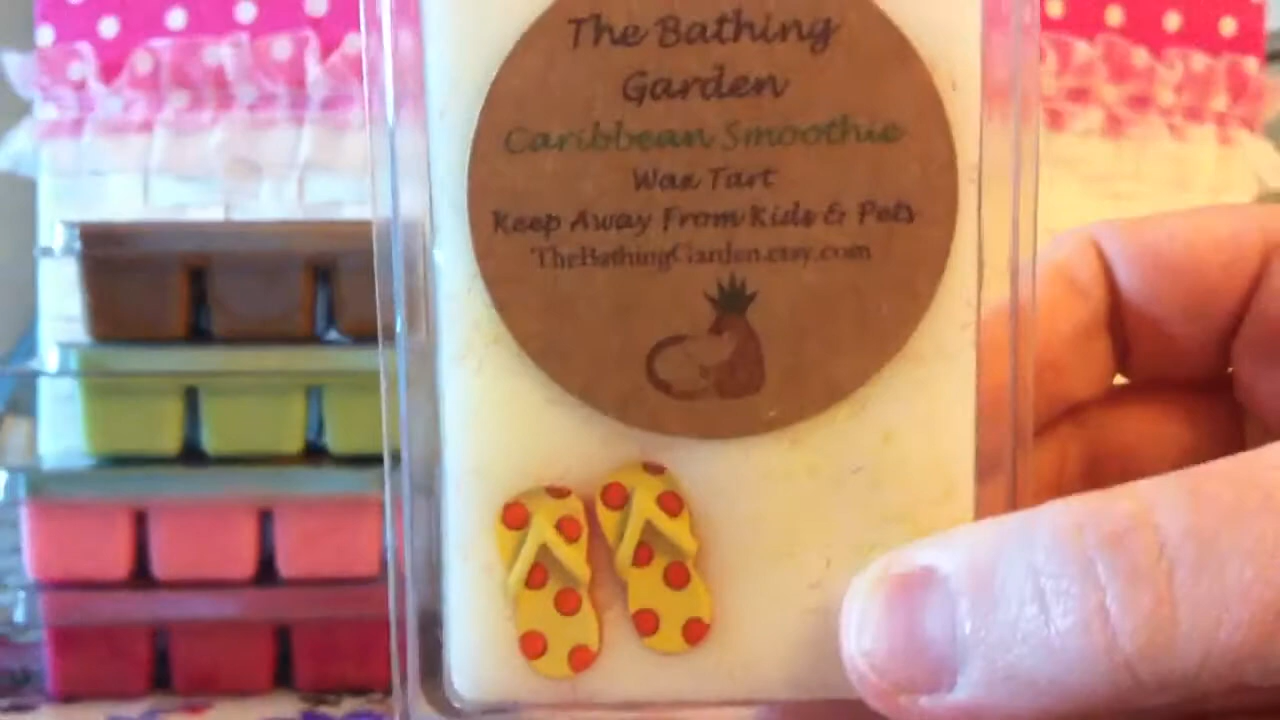 The Bathing
Garden
Caribbean Smoothie
Wax Tart
Keep Away From Kids & Pets
TheBathingGarden.etsy.com